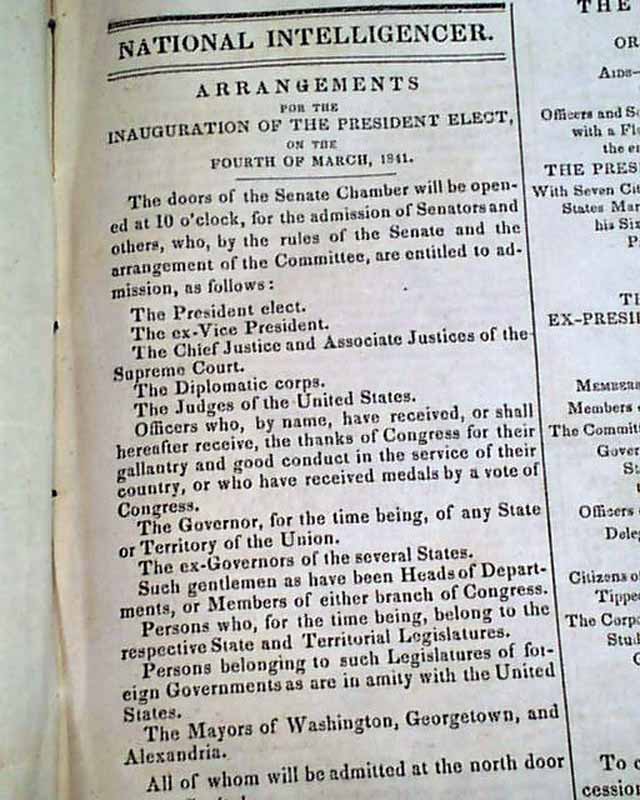 NATIONAL INTELLIGENCER.
ARRANGEMENTS
FOR THE
INAUGURATION OF THE PRESIDENT ELECT,
ON THE
FOURTH OF MARCH, 1841.
The doors of the Senate Chamber will be open-
ed at 10 o'clock, for the admission of Senators and
others, who, by the rules of the Senate and the
arrangement of the Committee, are entitled to ad-
mission, as follows:
The President elect.
The ex-Vice President.
The Chief Justice and Associate Justices of the
Supreme Court.
The Diplomatic corps.
The Judges of the United States.
Officers who, by name, have received, or shall
hereafter receive, the thanks of Congress for their
gallantry and good conduct in the service of their
country, or who have received medals by a vote of
Congress.
The Governor, for the time being, of any State
or Territory of the Union.
The ex-Governors of the several States.
Such gentlemen as have been Heads of Depart-
ments, or Members of either branch of Congress.
Persons who, for the time being, belong to the
respective State and Territorial Legislatures.
Persons belonging to such Legislatures of for-
eign Governments as are in amity with the United
States.
The Mayors of Washington, Georgetown, and
Alexandria.
All of whom will be admitted at the north door
THE
OR
AIDS—
Officers and
with a
the
THE PRES
With Seven
States Mar
his Six
EX-PRESI
MEMBERS
Members
The Committ
Gover
Officers
Dele
Citizens
Tippe
The Corpo
Stud
To
cession